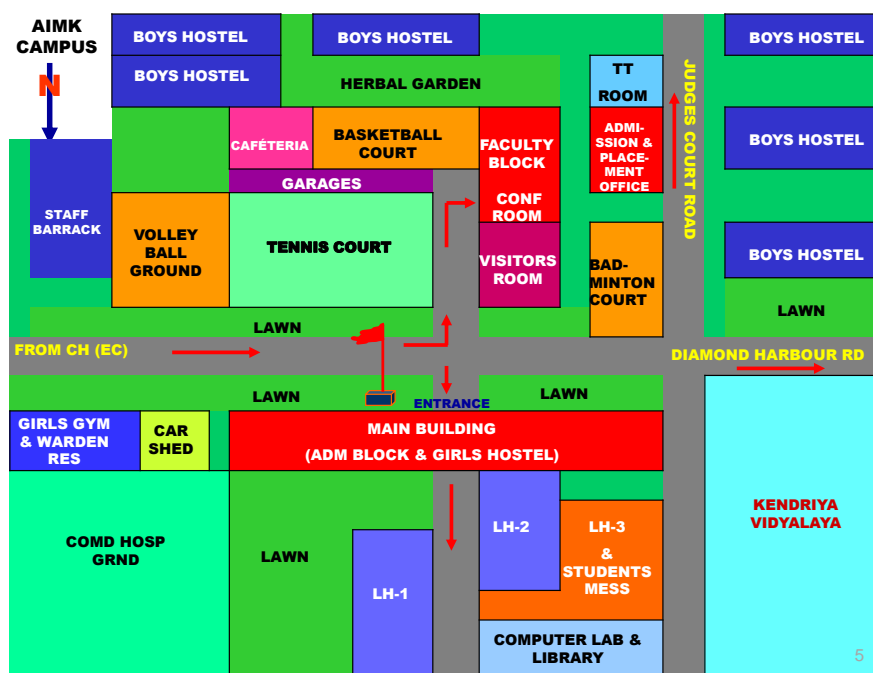 AIMK
CAMPUS
N
BOYS HOSTEL
BOYS HOSTEL
BOYS HOSTEL
BOYS HOSTEL
HERBAL GARDEN
TT
ROOM
JUDGES COURT ROAD
CAFÉTERIA
BASKETBALL
COURT
FACULTY
BLOCK
CONF
ROOM
ADMI-
SSION &
PLACE-
MENT
OFFICE
BOYS HOSTEL
GARAGES
STAFF
BARRACK
VOLLEY
BALL
GROUND
TENNIS COURT
VISITORS
ROOM
BAD-
MINTON
COURT
BOYS HOSTEL
LAWN
LAWN
FROM CH (EC)
DIAMOND HARBOUR RD
LAWN
ENTRANCE
LAWN
GIRLS GYM
& WARDEN
RES
CAR
SHED
MAIN BUILDING
(ADM BLOCK & GIRLS HOSTEL)
COMD HOSP
GRND
LAWN
LH-1
LH-2
LH-3
&
STUDENTS
MESS
KENDRIYA
VIDYALAYA
COMPUTER LAB &
LIBRARY
5